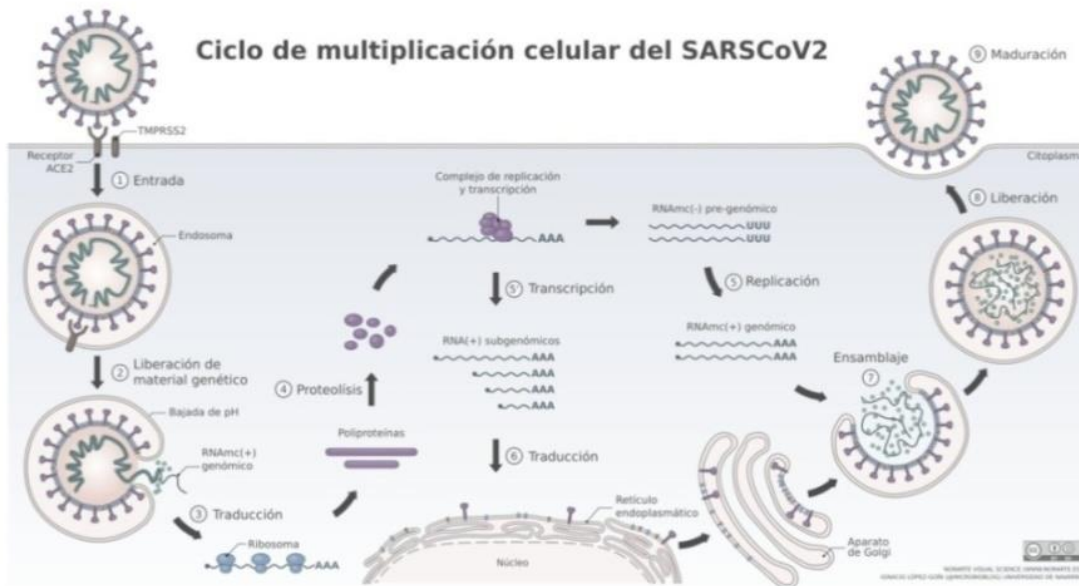 Ciclo de multiplicación celular del SARSCoV2
TMPRSS2
Receptor
ACE2
1 Entrada
Endosoma
2 Liberación de
material genético
Bajada de pH
RNAmc(+)
genómico
3 Traducción
Ribosoma
AAA
Poliproteínas
4 Proteolísis
Complejo de replicación
y transcripción
AAA
5' Transcripción
RNA(+) subgenómicos
AAA
AAA
AAA
AAA
6 Traducción
RNAmc(-) pre-genómico
UUU
UUU
5 Replicación
RNAmc(+) genómico
AAA
AAA
Retículo
endoplasmático
Núcleo
Aparato
de Golgi
Ensamblaje
7
8 Liberación
9 Maduración
Citoplasm
cc